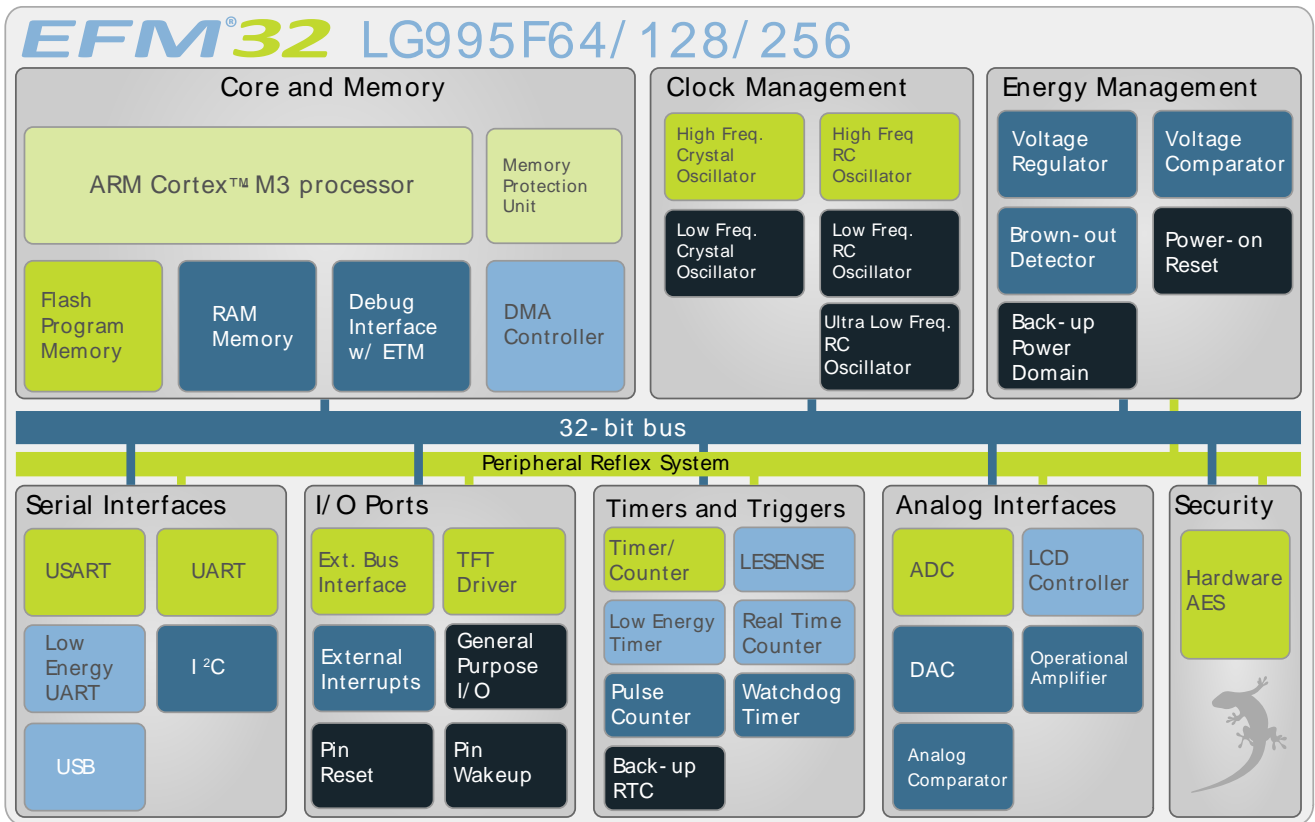 EFM®32 LG995F64/128/256
Core and Memory
ARM Cortex™ M3 processor
Memory
Protection
Unit
Flash
Program
Memory
RAM
Memory
Debug
Interface
w/ ETM
DMA
Controller
Clock Management
High Freq.
Crystal
Oscillator
High Freq
RC
Oscillator
Low Freq.
Crystal
Oscillator
Low Freq.
RC
Oscillator
Ultra Low Freq.
RC
Oscillator
Energy Management
Voltage
Regulator
Voltage
Comparator
Brown-out
Detector
Power-on
Reset
Back-up
Power
Domain
32-bit bus
Peripheral Reflex System
Serial Interfaces
USART
UART
Low
Energy
UART
I²C
USB
I/O Ports
Ext. Bus
Interface
TFT
Driver
External
Interrupts
General
Purpose
I/O
Pin
Reset
Pin
Wakeup
Timers and Triggers
Timer/
Counter
LESENSE
Low Energy
Timer
Real Time
Counter
Pulse
Counter
Watchdog
Timer
Back-up
RTC
Analog Interfaces
ADC
LCD
Controller
DAC
Operational
Amplifier
Analog
Comparator
Security
Hardware
AES